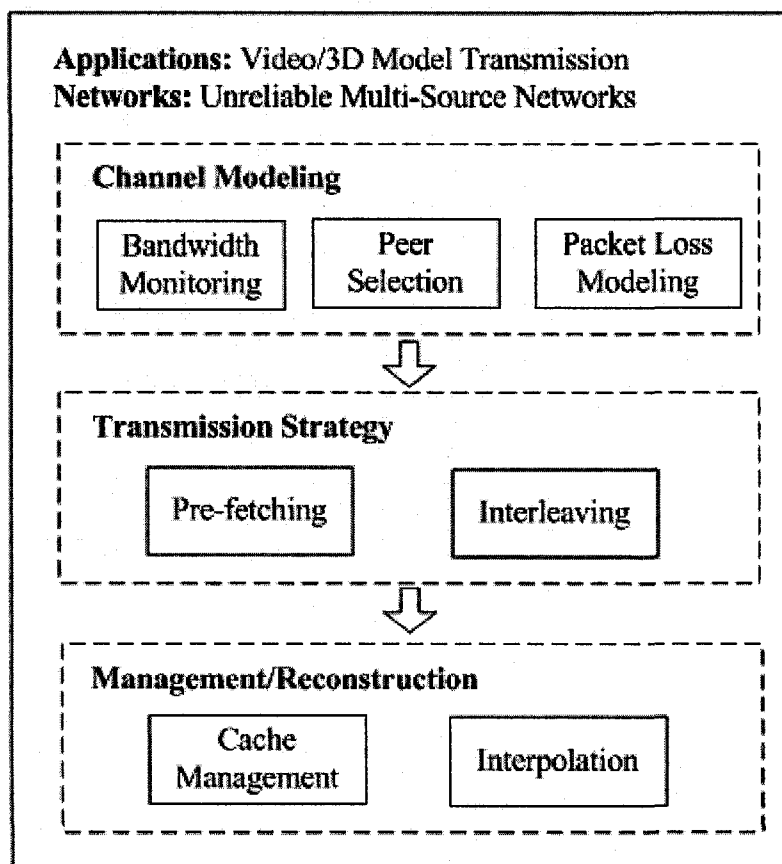 Applications: Video/3D Model Transmission
Networks: Unreliable Multi-Source Networks
Channel Modeling
Bandwidth
Monitoring
Peer
Selection
Packet Loss
Modeling
Transmission Strategy
Pre-fetching
Interleaving
Management/Reconstruction
Cache
Management
Interpolation